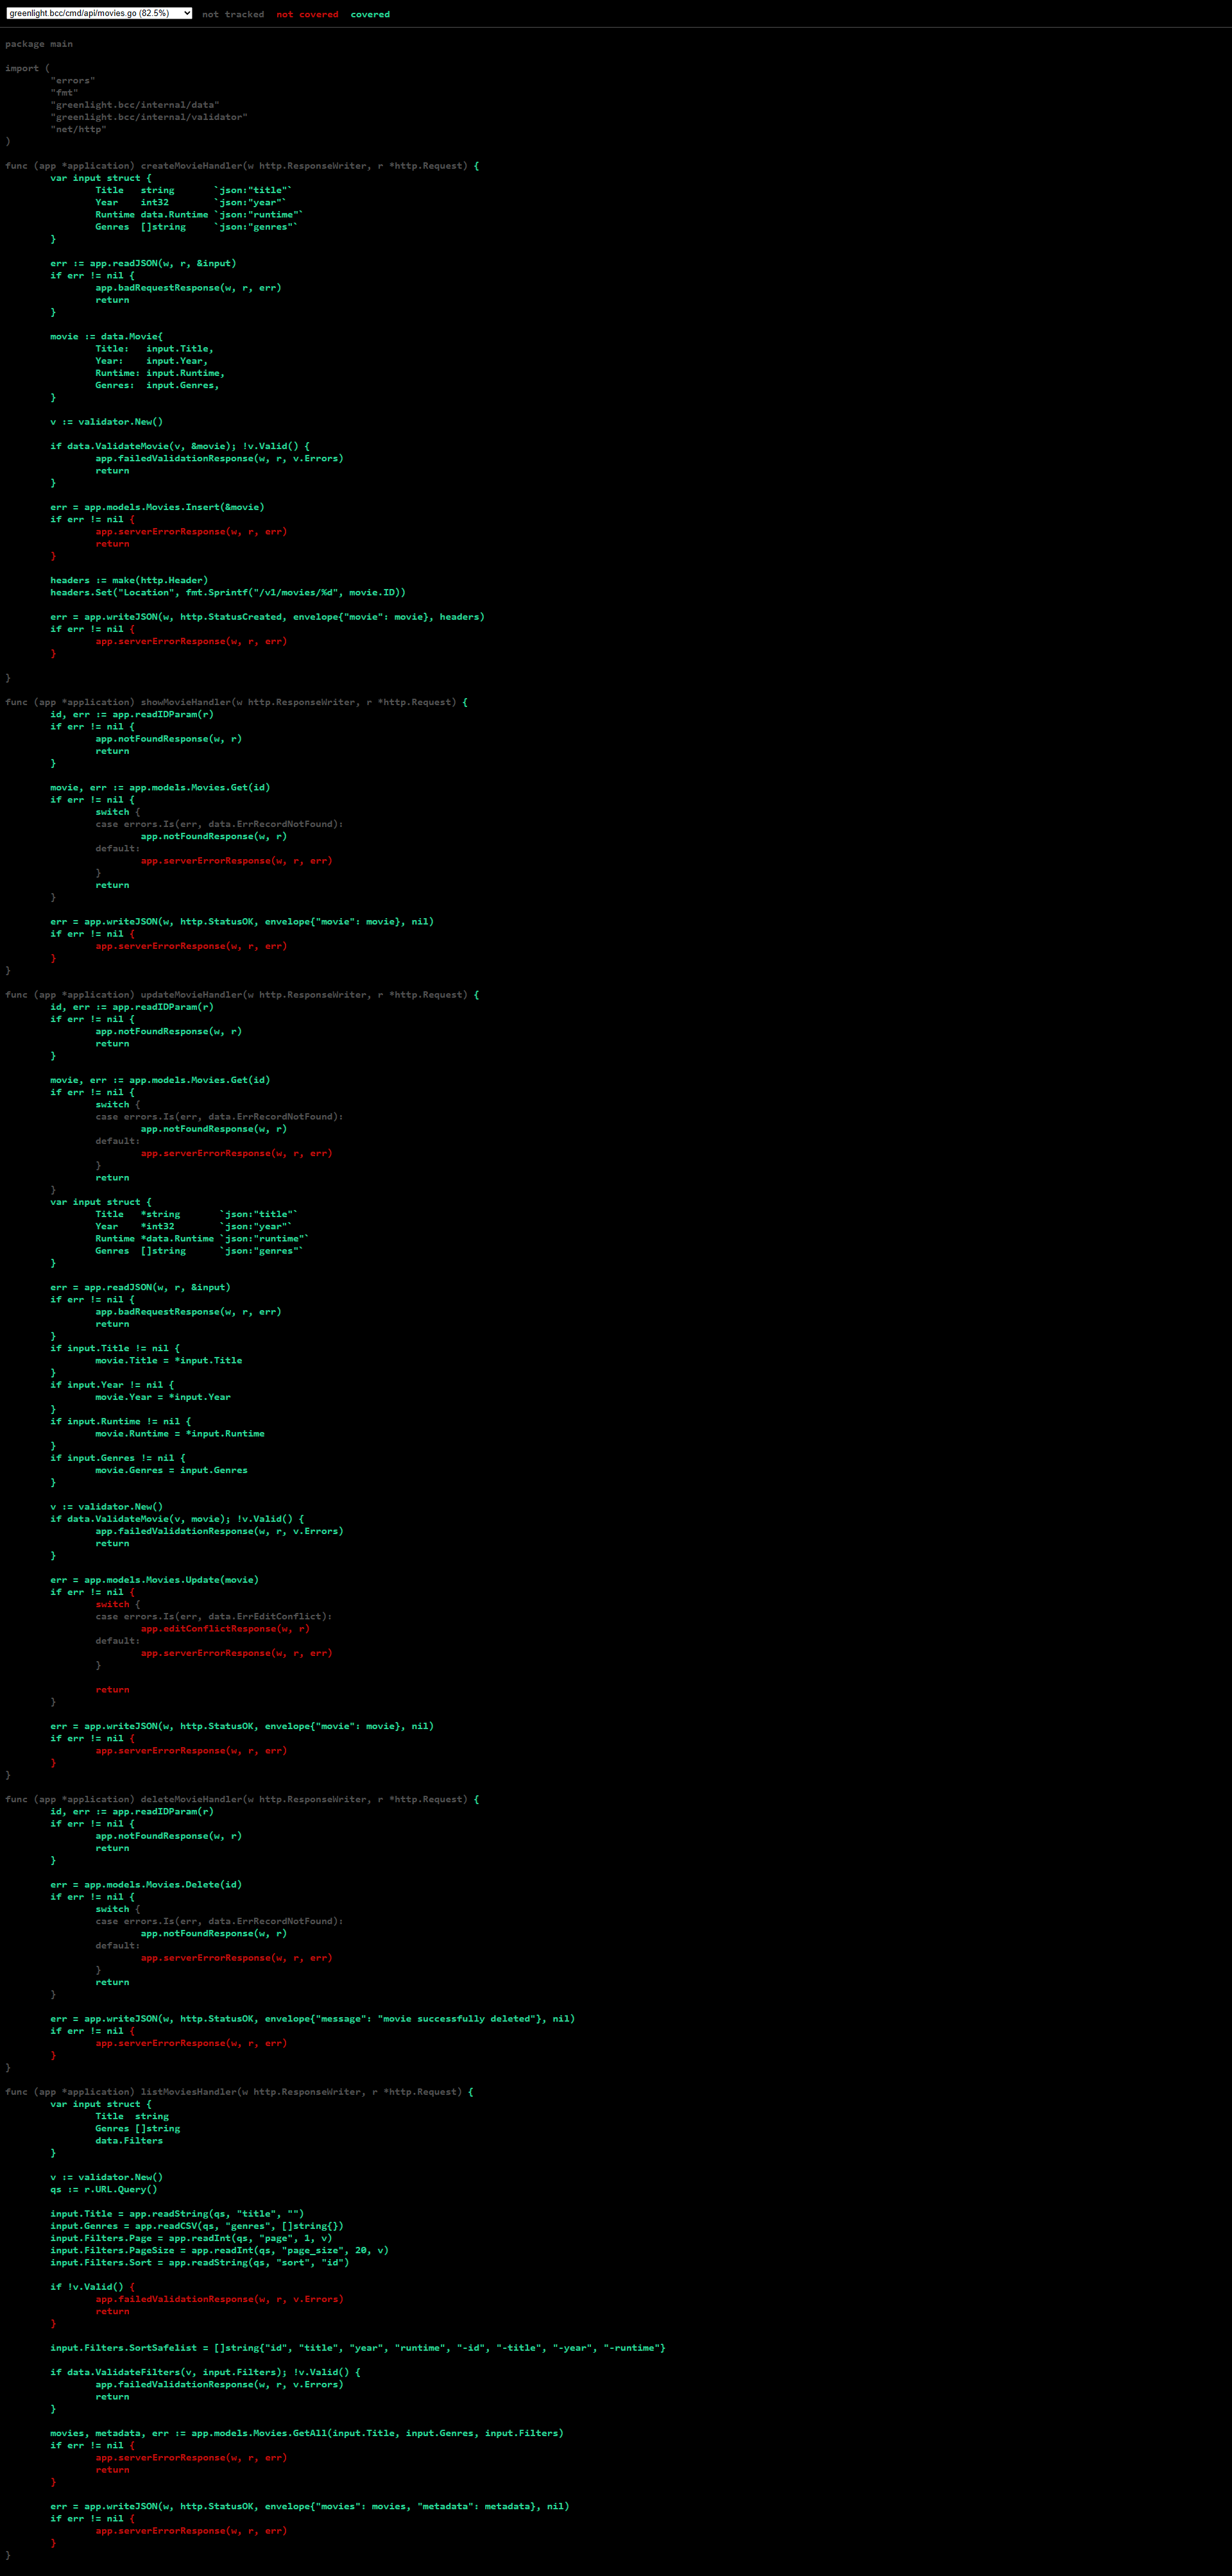 greenlight.bcc/cmd/api/movies.go (82.5%) not tracked not covered covered
package main
import (
"errors"
"fmt"
"greenlight.bcc/internal/data"
"greenlight.bcc/internal/validator"
"net/http"
)
func (app *application) createMovieHandler(w http.ResponseWriter, r *http.Request) {
var input struct {
Title string `json:"title"`
Year int32 `json:"year"`
Runtime data.Runtime `json:"runtime"`
Genres []string `json:"genres"`
}
err := app.readJSON(w, r, &input)
if err != nil {
app.badRequestResponse(w, r, err)
return
}
movie := data.Movie{
Title: input.Title,
Year: input.Year,
Runtime: input.Runtime,
Genres: input.Genres,
}
v := validator.New()
if data.ValidateMovie(v, &movie); !v.Valid() {
app.failedValidationResponse(w, r, v.Errors)
return
}
err = app.models.Movies.Insert(&movie)
if err != nil {
app.serverErrorResponse(w, r, err)
return
}
headers := make(http.Header)
headers.Set("Location", fmt.Sprintf("/v1/movies/%d", movie.ID))
err = app.writeJSON(w, http.StatusCreated, envelope{"movie": movie}, headers)
if err != nil {
app.serverErrorResponse(w, r, err)
}
}
func (app *application) showMovieHandler(w http.ResponseWriter, r *http.Request) {
id, err := app.readIDParam(r)
if err != nil {
app.notFoundResponse(w, r)
return
}
movie, err := app.models.Movies.Get(id)
if err != nil {
switch {
case errors.Is(err, data.ErrRecordNotFound):
app.notFoundResponse(w, r)
default:
app.serverErrorResponse(w, r, err)
}
return
}
err = app.writeJSON(w, http.StatusOK, envelope{"movie": movie}, nil)
if err != nil {
app.serverErrorResponse(w, r, err)
}
}
func (app *application) updateMovieHandler(w http.ResponseWriter, r *http.Request) {
id, err := app.readIDParam(r)
if err != nil {
app.notFoundResponse(w, r)
return
}
movie, err := app.models.Movies.Get(id)
if err != nil {
switch {
case errors.Is(err, data.ErrRecordNotFound):
app.notFoundResponse(w, r)
default:
app.serverErrorResponse(w, r, err)
}
return
}
var input struct {
Title *string `json:"title"`
Year *int32 `json:"year"`
Runtime *data.Runtime `json:"runtime"`
Genres []string `json:"genres"`
}
err = app.readJSON(w, r, &input)
if err != nil {
app.badRequestResponse(w, r, err)
return
}
if input.Title != nil {
movie.Title = *input.Title
}
if input.Year != nil {
movie.Year = *input.Year
}
if input.Runtime != nil {
movie.Runtime = *input.Runtime
}
if input.Genres != nil {
movie.Genres = input.Genres
}
v := validator.New()
if data.ValidateMovie(v, movie); !v.Valid() {
app.failedValidationResponse(w, r, v.Errors)
return
}
err = app.models.Movies.Update(movie)
if err != nil {
switch {
case errors.Is(err, data.ErrEditConflict):
app.editConflictResponse(w, r)
default:
app.serverErrorResponse(w, r, err)
}
return
}
err = app.writeJSON(w, http.StatusOK, envelope{"movie": movie}, nil)
if err != nil {
app.serverErrorResponse(w, r, err)
}
}
func (app *application) deleteMovieHandler(w http.ResponseWriter, r *http.Request) {
id, err := app.readIDParam(r)
if err != nil {
app.notFoundResponse(w, r)
return
}
err = app.models.Movies.Delete(id)
if err != nil {
switch {
case errors.Is(err, data.ErrRecordNotFound):
app.notFoundResponse(w, r)
default:
app.serverErrorResponse(w, r, err)
}
return
}
err = app.writeJSON(w, http.StatusOK, envelope{"message": "movie successfully deleted"}, nil)
if err != nil {
app.serverErrorResponse(w, r, err)
}
}
func (app *application) listMoviesHandler(w http.ResponseWriter, r *http.Request) {
var input struct {
Title string
Genres []string
data.Filters
}
v := validator.New()
qs := r.URL.Query()
input.Title = app.readString(qs, "title", "")
input.Genres = app.readCSV(qs, "genres", []string{})
input.Filters.Page = app.readInt(qs, "page", 1, v)
input.Filters.PageSize = app.readInt(qs, "page_size", 20, v)
input.Filters.Sort = app.readString(qs, "sort", "id")
if !v.Valid() {
app.failedValidationResponse(w, r, v.Errors)
return
}
input.Filters.SortSafelist = []string{"id", "title", "year", "runtime", "-id", "-title", "-year", "-runtime"}
if data.ValidateFilters(v, input.Filters); !v.Valid() {
app.failedValidationResponse(w, r, v.Errors)
return
}
movies, metadata, err := app.models.Movies.GetAll(input.Title, input.Genres, input.Filters)
if err != nil {
app.serverErrorResponse(w, r, err)
return
}
err = app.writeJSON(w, http.StatusOK, envelope{"movies": movies, "metadata": metadata}, nil)
if err != nil {
app.serverErrorResponse(w, r, err)
}
}